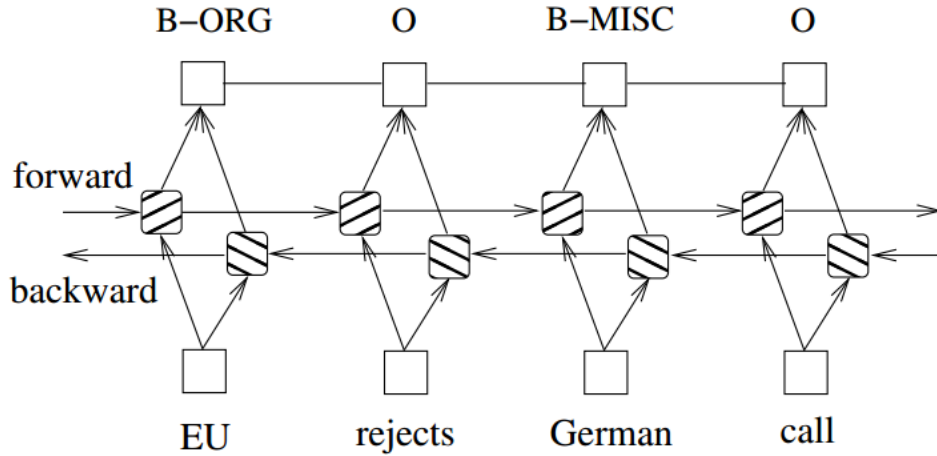 B−ORG O B−MISC O
forward
backward
EU rejects German call